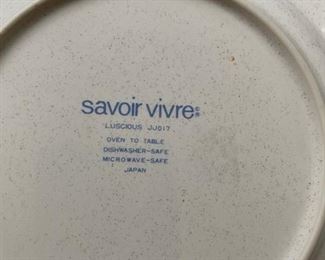 savoir vivre©®
LUSCIOUS JJ017
OVEN TO TABLE
DISHWASHER-SAFE
MICROWAVE-SAFE
JAPAN